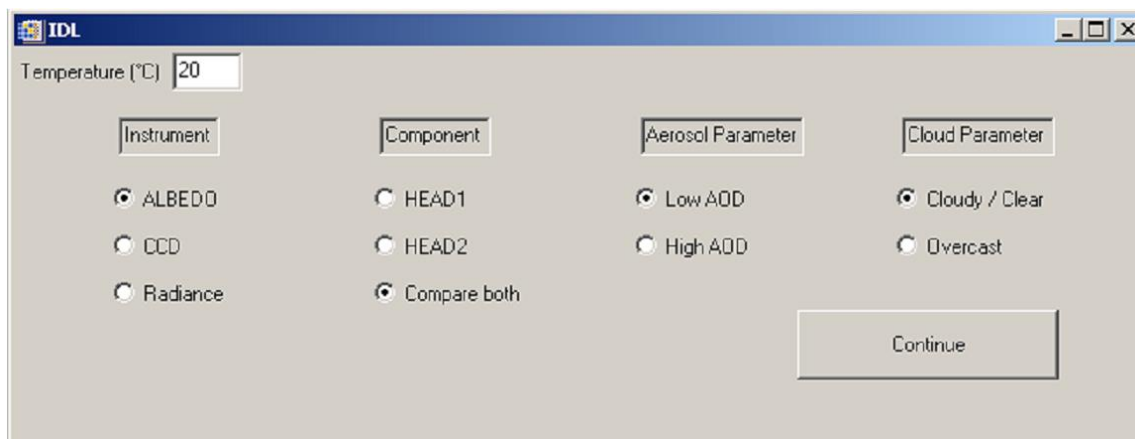 IDL
Temperature (°C) 20
Instrument Component Aerosol Parameter Cloud Parameter
ALBEDO HEAD1 Low AOD Cloudy / Clear
CCD HEAD2 High AOD Overcast
Radiance Compare both
Continue